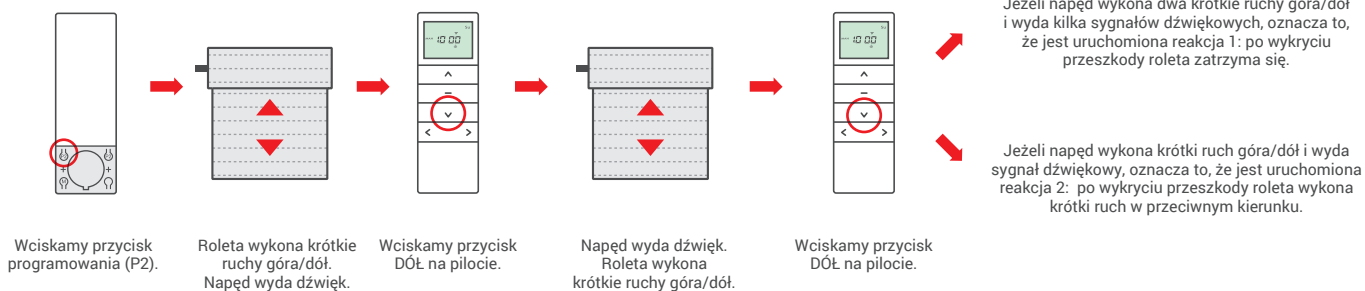 Jeżeli napęd wykona dwa krótkie ruchy góra/dół
i wyda kilka sygnałów dźwiękowych, oznacza to,
że jest uruchomiona reakcja 1: po wykryciu
przeszkody roleta zatrzyma się.
10:00
10:00
Jeżeli napęd wykona krótki ruch góra/dół i wyda
sygnał dźwiękowy, oznacza to, że jest uruchomiona
reakcja 2:  po wykryciu przeszkody roleta wykona
krótki ruch w przeciwnym kierunku.
Wciskamy przycisk
programowania (P2).
Roleta wykona krótkie
ruchy góra/dół.
Napęd wyda dźwięk.
Wciskamy przycisk
DÓŁ na pilocie.
Napęd wyda dźwięk.
Roleta wykona
krótkie ruchy góra/dół.
Wciskamy przycisk
DÓŁ na pilocie.